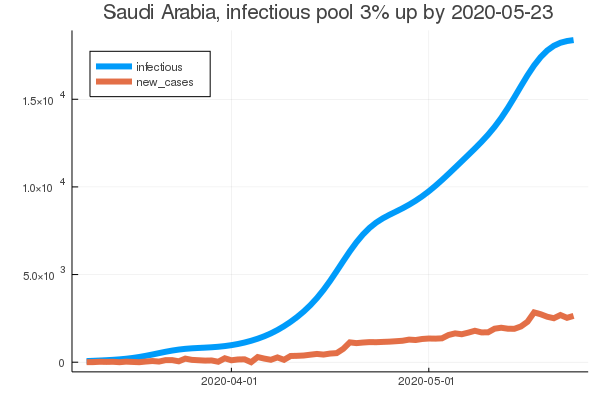 Saudi Arabia, infectious pool 3% up by 2020-05-23
infectious
new_cases
1.5×10 4
1.0×10 4
5.0×10 3
0
2020-04-01 2020-05-01